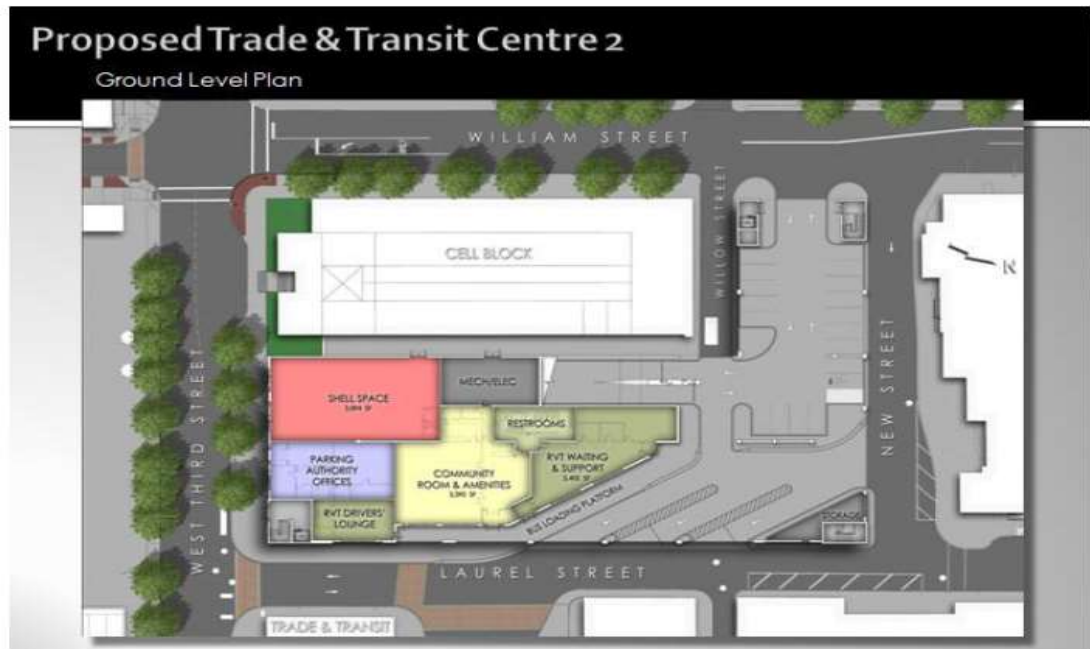 Proposed Trade & Transit Centre 2
Ground Level Plan
WILLIAM STREET
WILLOW STREET
CELL BLOCK
N
WEST THIRD STREET
NEW STREET
SHELL SPACE
MECH/ELEC
RESTROOMS
PARKING
AUTHORITY
OFFICES
COMMUNITY
ROOM & AMENITIES
RVT WAITING
& SUPPORT
RVT DRIVERS'
LOUNGE
BUS LOADING PLATFORM
STORAGE
LAUREL STREET
TRADE & TRANSIT